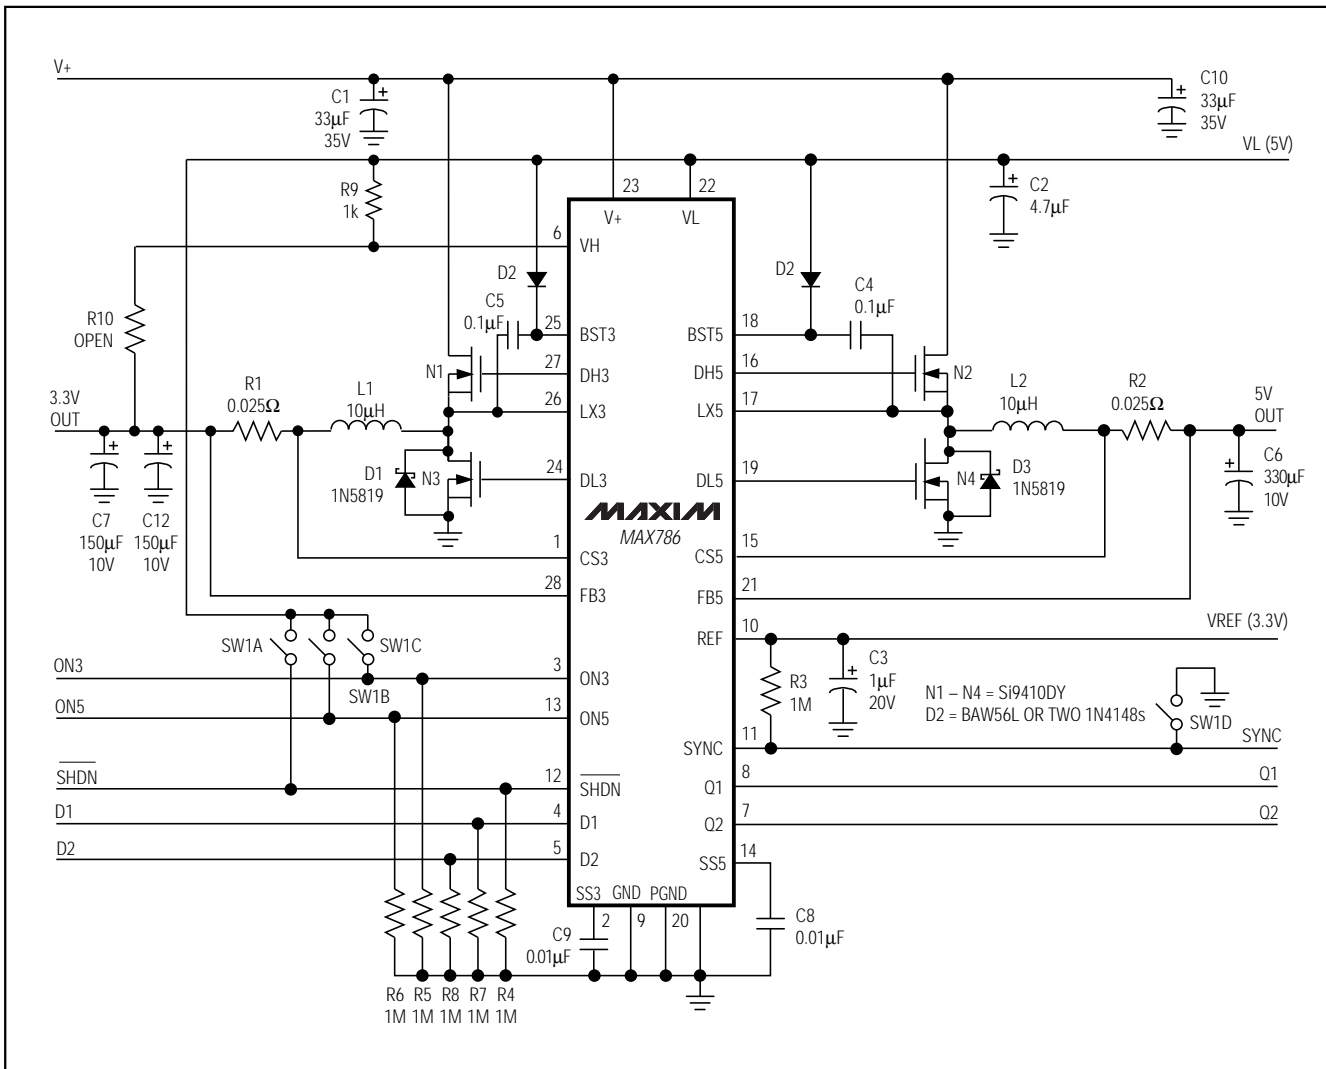 V+
C1
33μF
35V
C10
33μF
35V
VL (5V)
R9
1k
23
22
V+
VL
C2
4.7μF
6
VH
D2
D2
R10
OPEN
C5
0.1μF
C4
0.1μF
25
BST3
BST5
18
N1
27
DH3
DH5
16
N2
3.3V
OUT
R1
0.025Ω
L1
10μH
26
LX3
LX5
17
L2
10μH
R2
0.025Ω
5V
OUT
D1
1N5819
N3
24
DL3
DL5
19
N4
D3
1N5819
C6
330μF
10V
C7
150μF
10V
C12
150μF
10V
MAXIM
MAX786
1
CS3
CS5
15
28
FB3
FB5
21
SW1A
SW1C
SW1B
REF
10
VREF (3.3V)
ON3
3
ON3
R3
1M
C3
1μF
20V
N1 – N4 = Si9410DY
D2 = BAW56L OR TWO 1N4148s
SW1D
ON5
13
ON5
SYNC
11
SYNC
SHDN
12
SHDN
Q1
8
Q1
D1
4
D1
Q2
7
Q2
D2
5
D2
SS5
14
SS3
GND
PGND
2
9
20
C9
0.01μF
C8
0.01μF
R6
1M
R5
1M
R8
1M
R7
1M
R4
1M